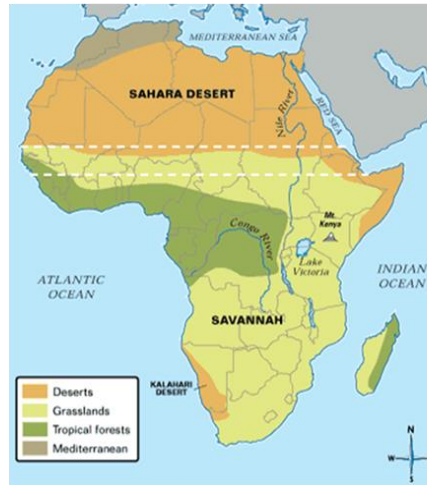 MEDITERRANEAN SEA
SAHARA DESERT
Nile River
RED SEA
Mt.
Kenya
Congo River
Lake
Victoria
ATLANTIC
OCEAN
INDIAN
OCEAN
SAVANNAH
KALAHARI
DESERT
Deserts
Grasslands
Tropical forests
Mediterranean
N
W
E
S